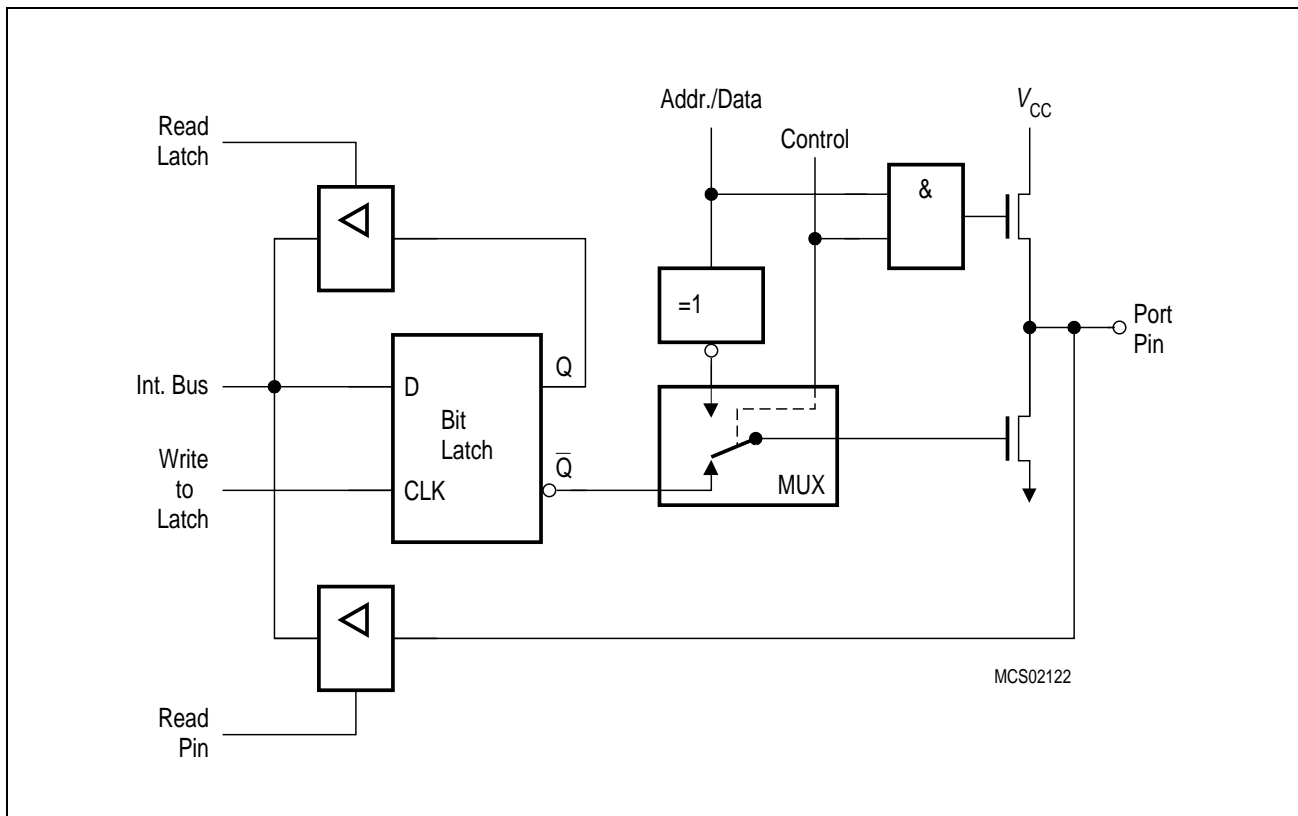 Addr./Data
V_CC
Read
Latch
Control
&
=1
Port
Pin
Int. Bus
D
Q
Bit
Latch
Write
to
Latch
CLK
Q̅
MUX
MCS02122
Read
Pin